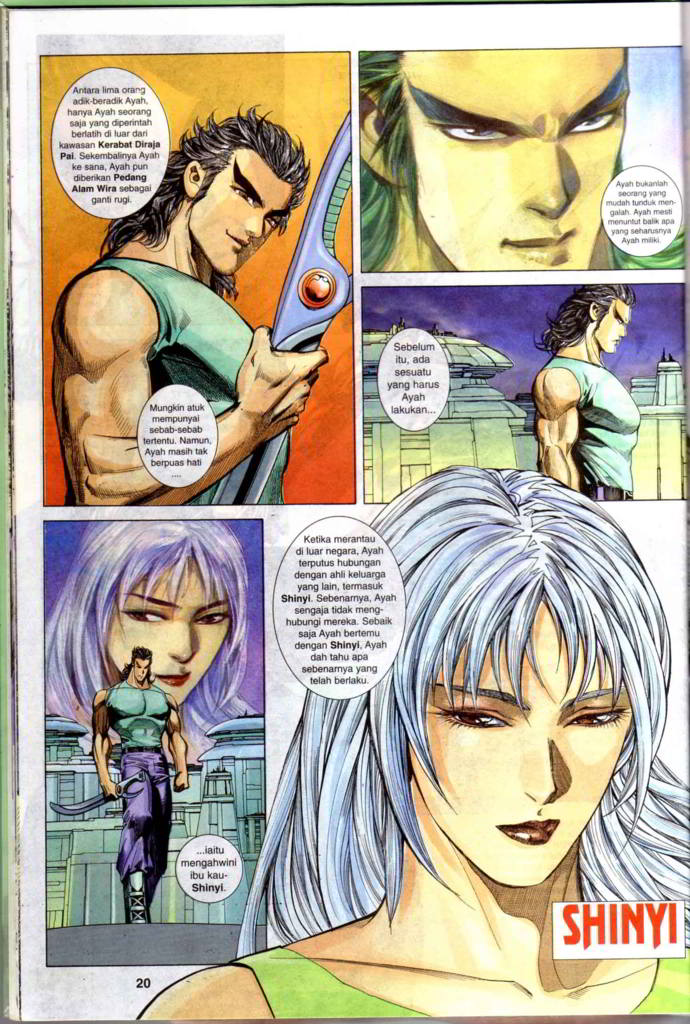 Antara lima orang
adik-beradik Ayah,
hanya Ayah seorang
saja yang diperintah
berlatih di luar dari
kawasan Kerabat Diraja
Pai. Sekembalinya Ayah
ke sana, Ayah pun
diberikan Pedang
Alam Wira sebagai
ganti rugi.
Mungkin atuk
mempunyai
sebab-sebab
tertentu. Namun,
Ayah masih tak
berpuas hati
....
Ayah bukanlah
seorang yang
mudah tunduk men-
galah. Ayah mesti
menuntut balik apa
yang seharusnya
Ayah miliki.
Sebelum
itu, ada
sesuatu
yang harus
Ayah
lakukan...
...iaitu
mengahwini
ibu kau-
Shinyi.
Ketika merantau
di luar negara, Ayah
terputus hubungan
dengan ahli keluarga
yang lain, termasuk
Shinyi. Sebenarnya, Ayah
sengaja tidak meng-
hubungi mereka. Sebaik
saja Ayah bertemu
dengan Shinyi, Ayah
dah tahu apa
sebenarnya yang
telah berlaku.
SHINYI
20